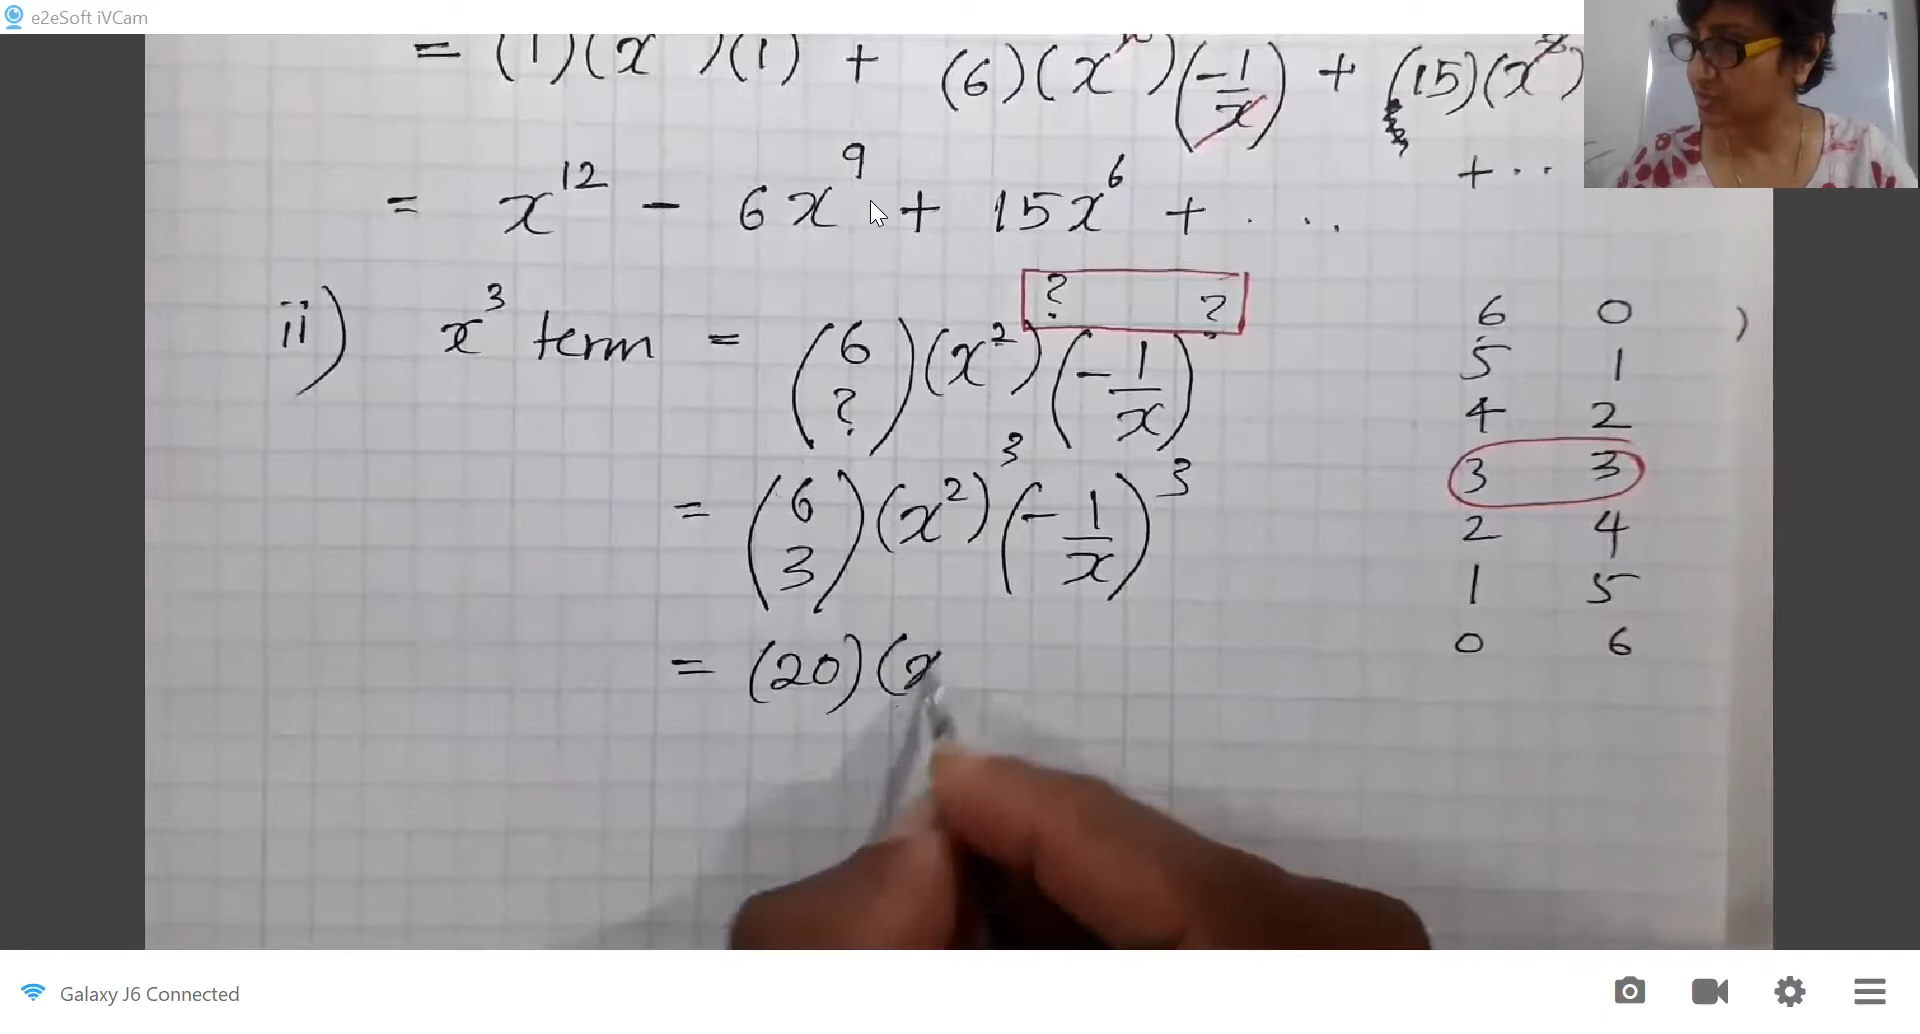 e2eSoft iVCam
= (1)(x )(1) + (6)(x )(-1/x) + (15)(x )
+ ..
= x^12 - 6x^9 + 15x^6 + ...
ii) x^3 term = (6 ?)(x^2)^? (-1/x)^?
= (6 3)(x^2)^3 (-1/x)^3
= (20)(x
6 0
5 1
4 2
3 3
2 4
1 5
0 6
)
Galaxy J6 Connected